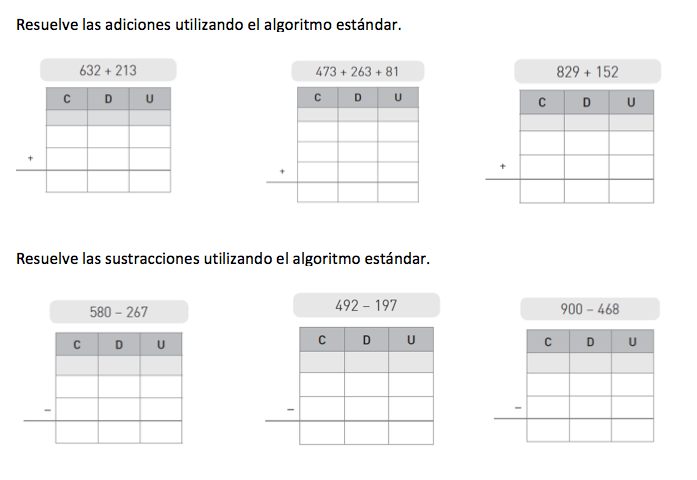 Resuelve las adiciones utilizando el algoritmo estándar.
632 + 213
473 + 263 + 81
829 + 152
C D U
C D U
C D U
+
+
+
Resuelve las sustracciones utilizando el algoritmo estándar.
580 – 267
492 – 197
900 – 468
C D U
C D U
C D U
–
–
–